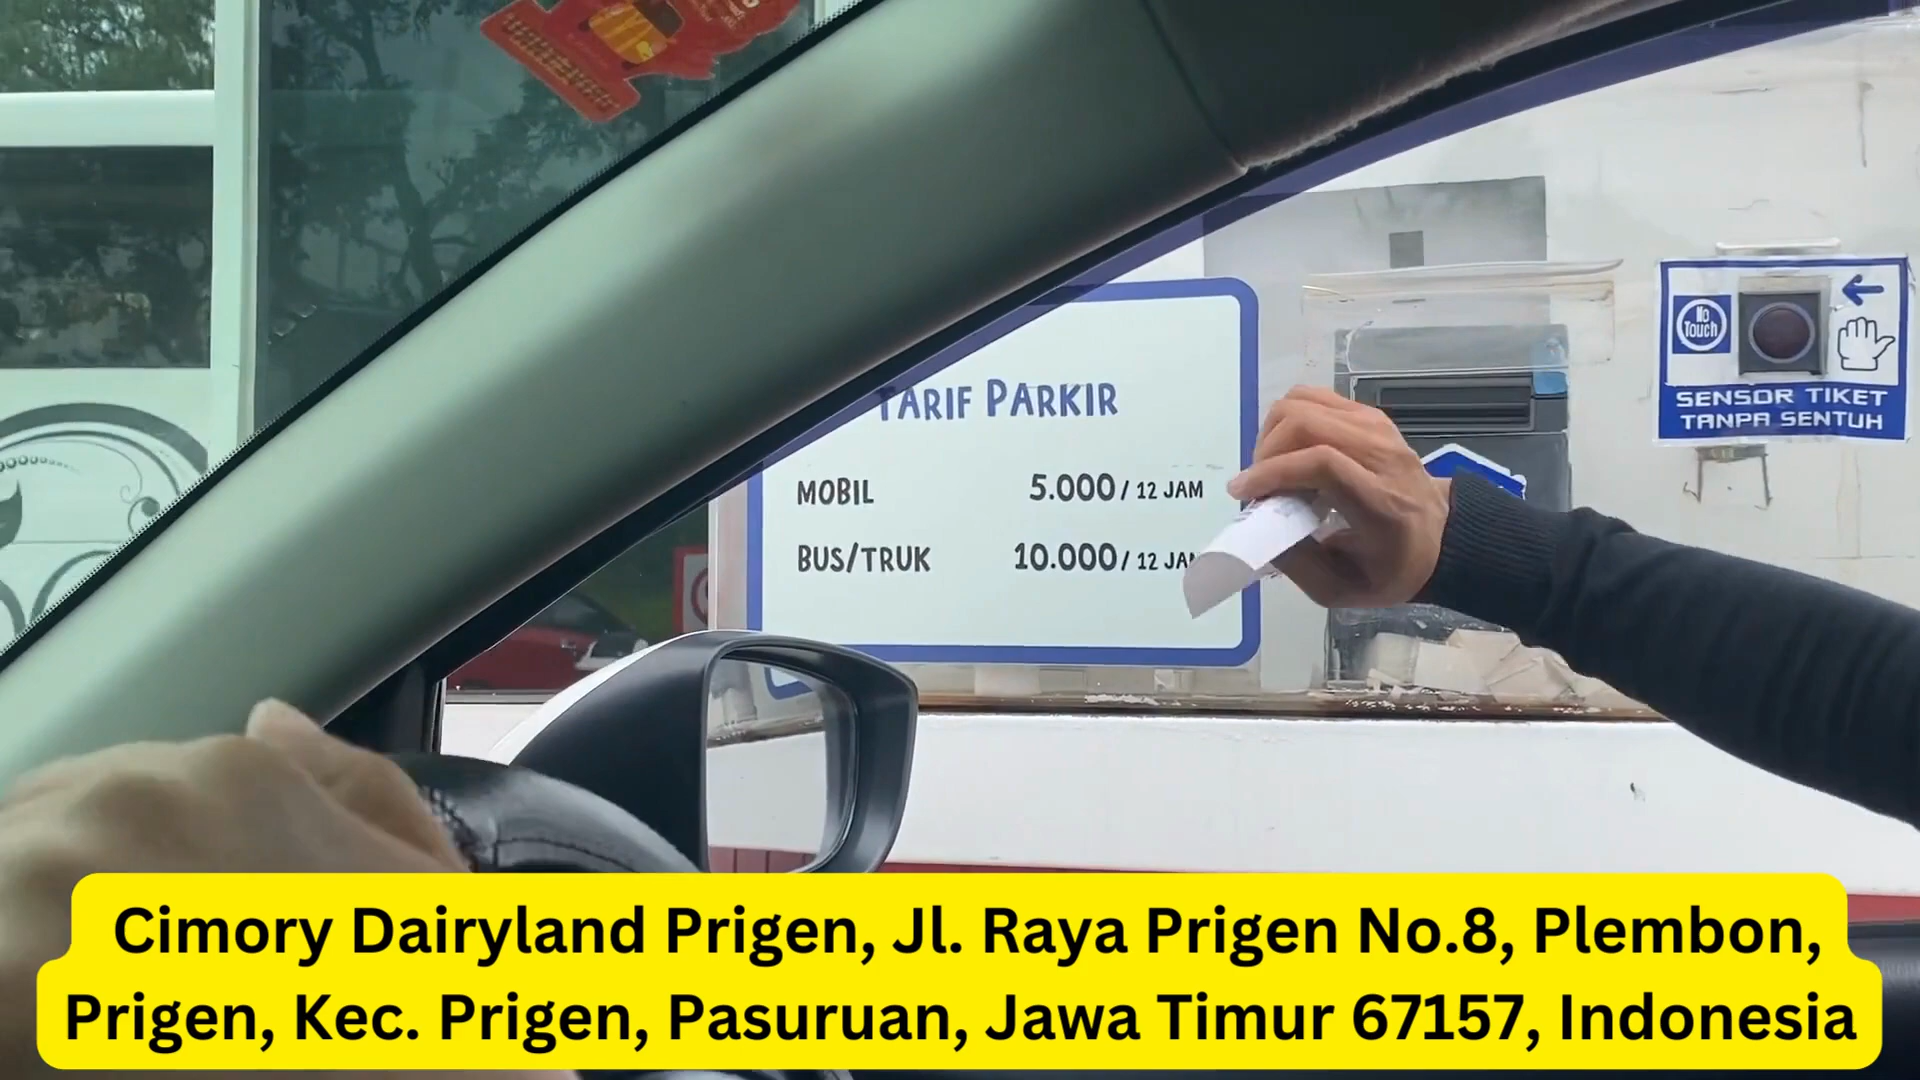 TARIF PARKIR
MOBIL 5.000 / 12 JAM
BUS/TRUK 10.000 / 12 JAM
No Touch
SENSOR TIKET
TANPA SENTUH
Cimory Dairyland Prigen, Jl. Raya Prigen No.8, Plembon,
Prigen, Kec. Prigen, Pasuruan, Jawa Timur 67157, Indonesia